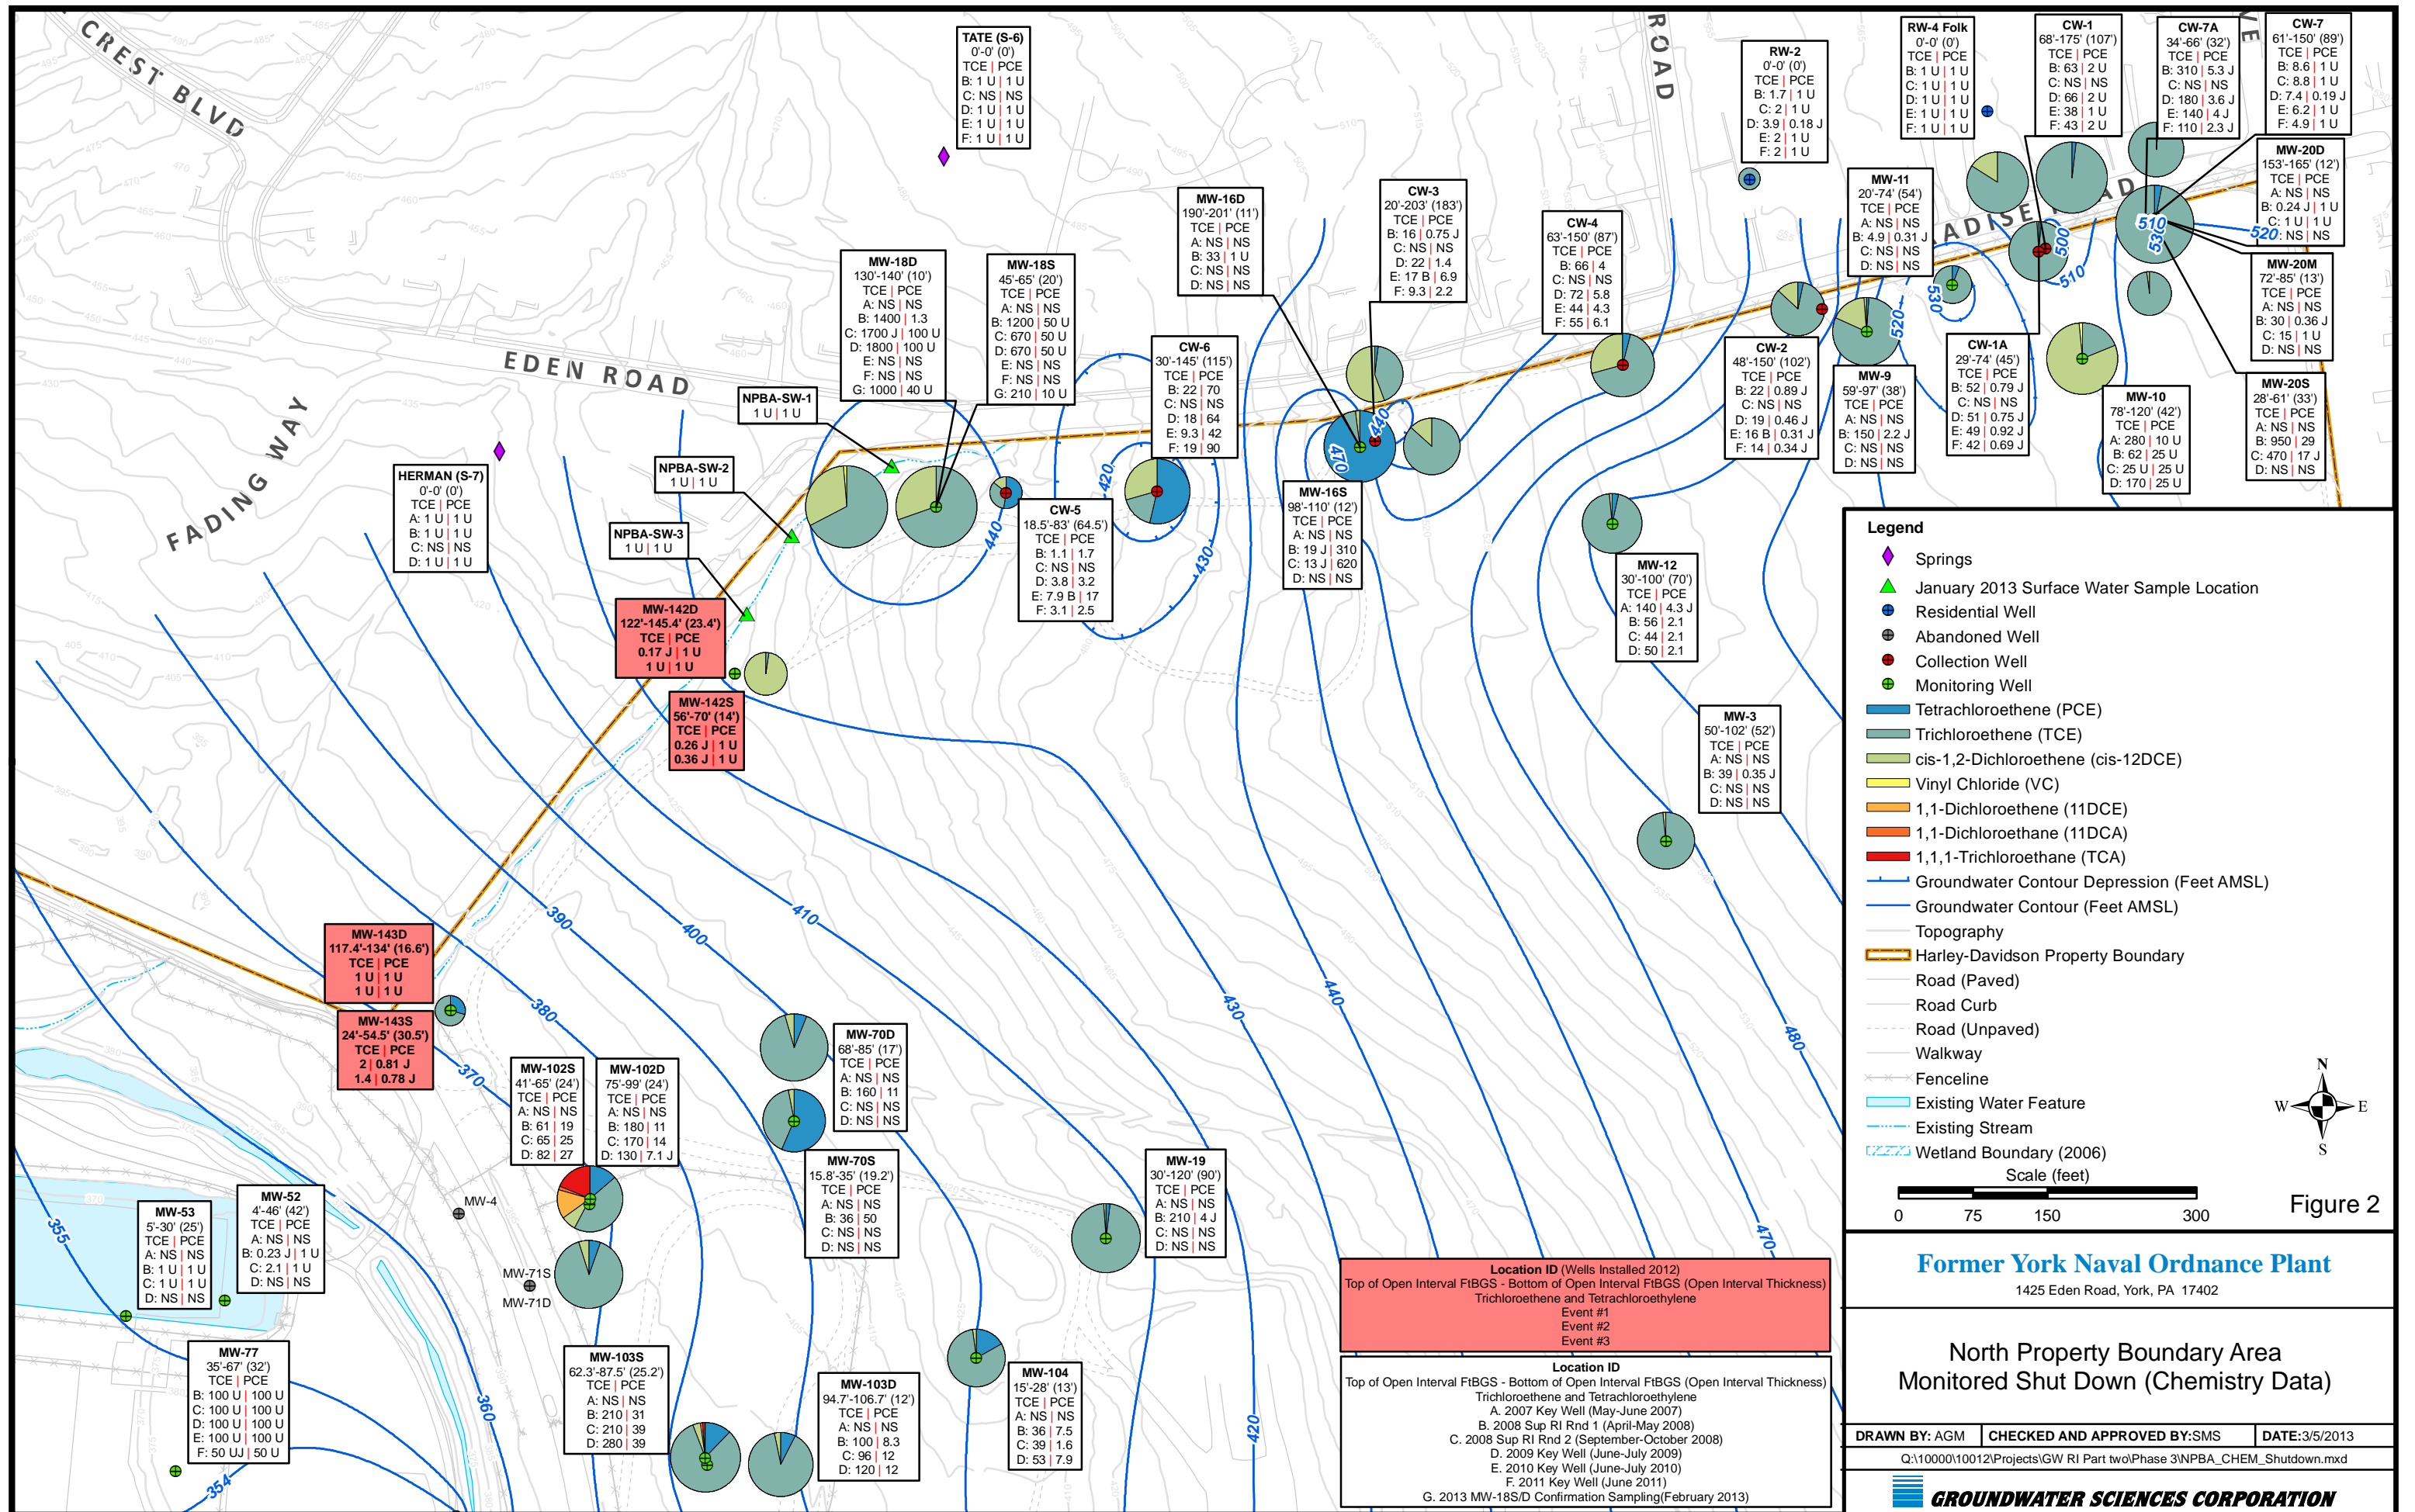 CREST BLVD
EDEN ROAD
FADING WAY
ROAD
TATE (S-6)
0'-0' (0')
TCE | PCE
B: 1 U | 1 U
C: NS | NS
D: 1 U | 1 U
E: 1 U | 1 U
F: 1 U | 1 U
RW-2
0'-0' (0')
TCE | PCE
B: 1.7 | 1 U
C: 2 | 1 U
D: 3.9 | 0.18 J
E: 2 | 1 U
F: 2 | 1 U
RW-4 Folk
0'-0' (0')
TCE | PCE
B: 1 U | 1 U
C: 1 U | 1 U
D: 1 U | 1 U
E: 1 U | 1 U
F: 1 U | 1 U
CW-1
68'-175' (107')
TCE | PCE
B: 63 | 2 U
C: NS | NS
D: 66 | 2 U
E: 38 | 1 U
F: 43 | 2 U
CW-7A
34'-66' (32')
TCE | PCE
B: 310 | 5.3 J
C: NS | NS
D: 180 | 3.6 J
E: 140 | 4 J
F: 110 | 2.3 J
CW-7
61'-150' (89')
TCE | PCE
B: 8.6 | 1 U
C: 8.8 | 1 U
D: 7.4 | 0.19 J
E: 6.2 | 1 U
F: 4.9 | 1 U
MW-20D
153'-165' (12')
TCE | PCE
A: NS | NS
B: 0.24 J | 1 U
C: 1 U | 1 U
NS | NS
MW-20M
72'-85' (13')
TCE | PCE
A: NS | NS
B: 30 | 0.36 J
C: 15 | 1 U
D: NS | NS
MW-20S
28'-61' (33')
TCE | PCE
A: NS | NS
B: 950 | 29
C: 470 | 17 J
D: NS | NS
MW-11
20'-74' (54')
TCE | PCE
A: NS | NS
B: 4.9 | 0.31 J
C: NS | NS
D: NS | NS
MW-16D
190'-201' (11')
TCE | PCE
A: NS | NS
B: 33 | 1 U
C: NS | NS
D: NS | NS
CW-3
20'-203' (183')
TCE | PCE
B: 16 | 0.75 J
C: NS | NS
D: 22 | 1.4
E: 17 B | 6.9
F: 9.3 | 2.2
CW-4
63'-150' (87')
TCE | PCE
B: 66 | 4
C: NS | NS
D: 72 | 5.8
E: 44 | 4.3
F: 55 | 6.1
MW-18D
130'-140' (10')
TCE | PCE
A: NS | NS
B: 1400 | 1.3
C: 1700 J | 100 U
D: 1800 | 100 U
E: NS | NS
F: NS | NS
G: 1000 | 40 U
MW-18S
45'-65' (20')
TCE | PCE
A: NS | NS
B: 1200 | 50 U
C: 670 | 50 U
D: 670 | 50 U
E: NS | NS
F: NS | NS
G: 210 | 10 U
CW-6
30'-145' (115')
TCE | PCE
B: 22 | 70
C: NS | NS
D: 18 | 64
E: 9.3 | 42
F: 19 | 90
CW-2
48'-150' (102')
TCE | PCE
B: 22 | 0.89 J
C: NS | NS
D: 19 | 0.46 J
E: 16 B | 0.31 J
F: 14 | 0.34 J
MW-9
59'-97' (38')
TCE | PCE
A: NS | NS
B: 150 | 2.2 J
C: NS | NS
D: NS | NS
CW-1A
29'-74' (45')
TCE | PCE
B: 52 | 0.79 J
C: NS | NS
D: 51 | 0.75 J
E: 49 | 0.92 J
F: 42 | 0.69 J
MW-10
78'-120' (42')
TCE | PCE
A: 280 | 10 U
B: 62 | 25 U
C: 25 U | 25 U
D: 170 | 25 U
NPBA-SW-1
1 U | 1 U
NPBA-SW-2
1 U | 1 U
NPBA-SW-3
1 U | 1 U
HERMAN (S-7)
0'-0' (0')
TCE | PCE
A: 1 U | 1 U
B: 1 U | 1 U
C: NS | NS
D: 1 U | 1 U
CW-5
18.5'-83' (64.5')
TCE | PCE
B: 1.1 | 1.7
C: NS | NS
D: 3.8 | 3.2
E: 7.9 B | 17
F: 3.1 | 2.5
MW-16S
98'-110' (12')
TCE | PCE
A: NS | NS
B: 19 J | 310
C: 13 J | 620
D: NS | NS
MW-12
30'-100' (70')
TCE | PCE
A: 140 | 4.3 J
B: 56 | 2.1
C: 44 | 2.1
D: 50 | 2.1
MW-142D
122'-145.4' (23.4')
TCE | PCE
0.17 J | 1 U
1 U | 1 U
MW-142S
56'-70' (14')
TCE | PCE
0.26 J | 1 U
0.36 J | 1 U
MW-3
50'-102' (52')
TCE | PCE
A: NS | NS
B: 39 | 0.35 J
C: NS | NS
D: NS | NS
MW-143D
117.4'-134' (16.6')
TCE | PCE
1 U | 1 U
1 U | 1 U
MW-143S
24'-54.5' (30.5')
TCE | PCE
2 | 0.81 J
1.4 | 0.78 J
MW-102S
41'-65' (24')
TCE | PCE
A: NS | NS
B: 61 | 19
C: 65 | 25
D: 82 | 27
MW-102D
75'-99' (24')
TCE | PCE
A: NS | NS
B: 180 | 11
C: 170 | 14
D: 130 | 7.1 J
MW-70D
68'-85' (17')
TCE | PCE
A: NS | NS
B: 160 | 11
C: NS | NS
D: NS | NS
MW-70S
15.8'-35' (19.2')
TCE | PCE
A: NS | NS
B: 36 | 50
C: NS | NS
D: NS | NS
MW-19
30'-120' (90')
TCE | PCE
A: NS | NS
B: 210 | 4 J
C: NS | NS
D: NS | NS
MW-53
5'-30' (25')
TCE | PCE
A: NS | NS
B: 1 U | 1 U
C: 1 U | 1 U
D: NS | NS
MW-52
4'-46' (42')
TCE | PCE
A: NS | NS
B: 0.23 J | 1 U
C: 2.1 | 1 U
D: NS | NS
MW-4
MW-71S
MW-71D
MW-77
35'-67' (32')
TCE | PCE
B: 100 U | 100 U
C: 100 U | 100 U
D: 100 U | 100 U
E: 100 U | 100 U
F: 50 UJ | 50 U
MW-103S
62.3'-87.5' (25.2')
TCE | PCE
A: NS | NS
B: 210 | 31
C: 210 | 39
D: 280 | 39
MW-103D
94.7'-106.7' (12')
TCE | PCE
A: NS | NS
B: 100 | 8.3
C: 96 | 12
D: 120 | 12
MW-104
15'-28' (13')
TCE | PCE
A: NS | NS
B: 36 | 7.5
C: 39 | 1.6
D: 53 | 7.9
500
510
510
520
530
530
520
440
470
420
430
440
390
400
410
380
370
430
440
480
470
355
360
354
420
Legend
Springs
January 2013 Surface Water Sample Location
Residential Well
Abandoned Well
Collection Well
Monitoring Well
Tetrachloroethene (PCE)
Trichloroethene (TCE)
cis-1,2-Dichloroethene (cis-12DCE)
Vinyl Chloride (VC)
1,1-Dichloroethene (11DCE)
1,1-Dichloroethane (11DCA)
1,1,1-Trichloroethane (TCA)
Groundwater Contour Depression (Feet AMSL)
Groundwater Contour (Feet AMSL)
Topography
Harley-Davidson Property Boundary
Road (Paved)
Road Curb
Road (Unpaved)
Walkway
Fenceline
Existing Water Feature
Existing Stream
Wetland Boundary (2006)
N
W E
S
Scale (feet)
0 75 150 300
Figure 2
Location ID (Wells Installed 2012)
Top of Open Interval FtBGS - Bottom of Open Interval FtBGS (Open Interval Thickness)
Trichloroethene and Tetrachloroethylene
Event #1
Event #2
Event #3
Location ID
Top of Open Interval FtBGS - Bottom of Open Interval FtBGS (Open Interval Thickness)
Trichloroethene and Tetrachloroethylene
A. 2007 Key Well (May-June 2007)
B. 2008 Sup RI Rnd 1 (April-May 2008)
C. 2008 Sup RI Rnd 2 (September-October 2008)
D. 2009 Key Well (June-July 2009)
E. 2010 Key Well (June-July 2010)
F. 2011 Key Well (June 2011)
G. 2013 MW-18S/D Confirmation Sampling(February 2013)
Former York Naval Ordnance Plant
1425 Eden Road, York, PA 17402
North Property Boundary Area
Monitored Shut Down (Chemistry Data)
DRAWN BY: AGM CHECKED AND APPROVED BY:SMS DATE:3/5/2013
Q:\10000\10012\Projects\GW RI Part two\Phase 3\NPBA_CHEM_Shutdown.mxd
GROUNDWATER SCIENCES CORPORATION